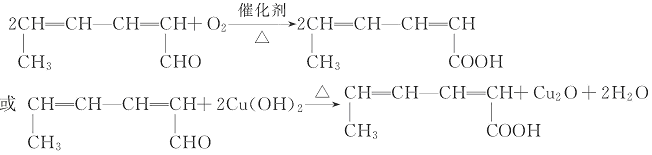 2CH═CH—CH═CH + O₂ 催化剂 △ → 2CH═CH—CH═CH
CH₃ CHO CH₃ COOH
或 CH═CH—CH═CH + 2Cu(OH)₂ △ → CH═CH—CH═CH + Cu₂O + 2H₂O
CH₃ CHO CH₃ COOH